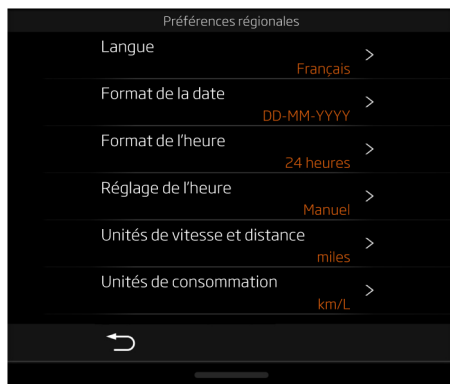 Préférences régionales
Langue
Français
Format de la date
DD-MM-YYYY
Format de l'heure
24 heures
Réglage de l'heure
Manuel
Unités de vitesse et distance
miles
Unités de consommation
km/L